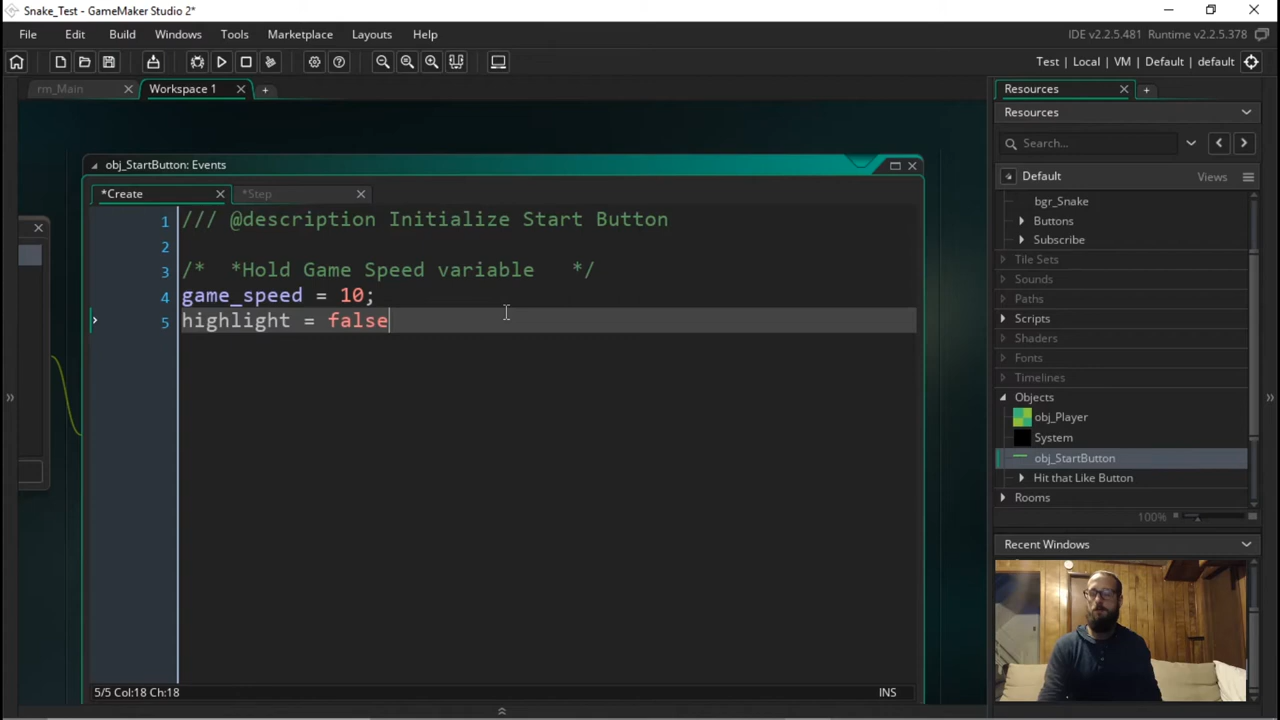 Snake_Test - GameMaker Studio 2*
File Edit Build Windows Tools Marketplace Layouts Help
IDE v2.2.5.481 Runtime v2.2.5.378
Test | Local | VM | Default | default
rm_Main
Workspace 1
Resources
Resources
Search...
Default Views
bgr_Snake
Buttons
Subscribe
Tile Sets
Sounds
Paths
Scripts
Shaders
Fonts
Timelines
Objects
obj_Player
System
obj_StartButton
Hit that Like Button
Rooms
100%
Recent Windows
obj_StartButton: Events
*Create *Step
1 /// @description Initialize Start Button
2
3 /* *Hold Game Speed variable */
4 game_speed = 10;
5 highlight = false
5/5 Col:18 Ch:18 INS